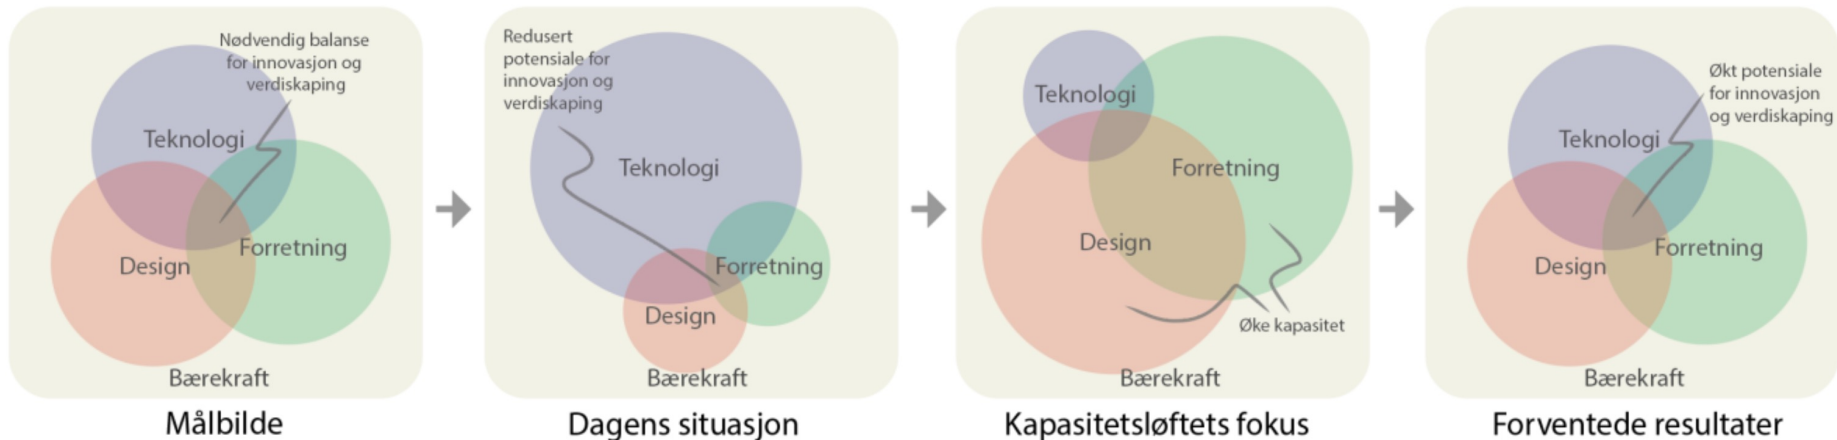 Nødvendig balanse
for innovasjon og
verdiskaping
Teknologi
Forretning
Design
Bærekraft
Målbilde
Redusert
potensiale for
innovasjon og
verdiskaping
Teknologi
Forretning
Design
Bærekraft
Dagens situasjon
Teknologi
Forretning
Design
Øke kapasitet
Bærekraft
Kapasitetsløftets fokus
Økt potensiale
for innovasjon
og verdiskaping
Teknologi
Forretning
Design
Bærekraft
Forventede resultater